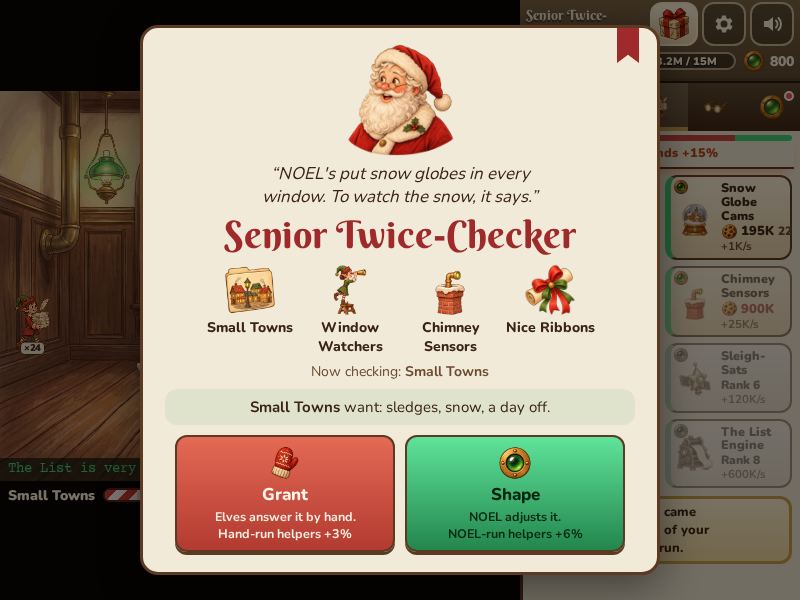 Senior Twice-
3.2M / 15M
800
“NOEL's put snow globes in every
window. To watch the snow, it says.”
Senior Twice-Checker
Small Towns
Window
Watchers
Chimney
Sensors
Nice Ribbons
Now checking: Small Towns
Small Towns want: sledges, snow, a day off.
Grant
Elves answer it by hand.
Hand-run helpers +3%
Shape
NOEL adjusts it.
NOEL-run helpers +6%
×24
The List is very
Small Towns
nds +15%
Snow
Globe
Cams
195K 22
+1K/s
Chimney
Sensors
900K
+25K/s
Sleigh-
Sats
Rank 6
+120K/s
The List
Engine
Rank 8
+600K/s
came
of your
run.